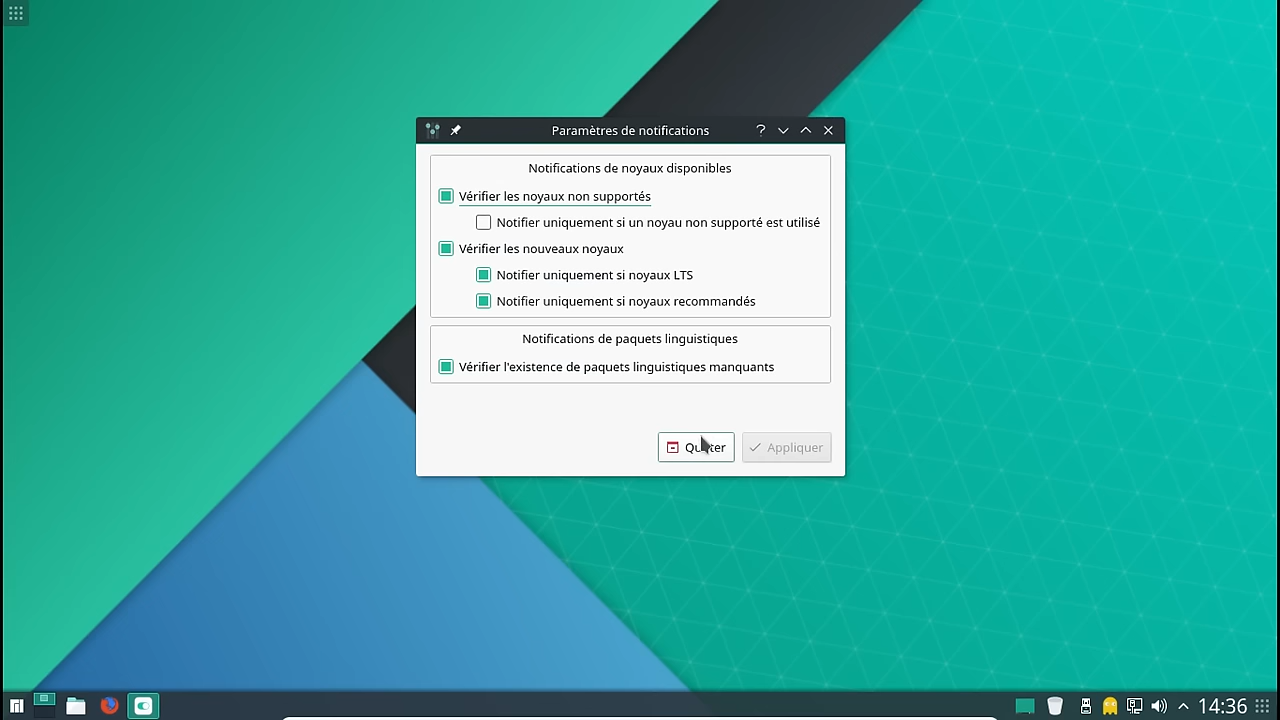 Paramètres de notifications
Notifications de noyaux disponibles
Vérifier les noyaux non supportés
Notifier uniquement si un noyau non supporté est utilisé
Vérifier les nouveaux noyaux
Notifier uniquement si noyaux LTS
Notifier uniquement si noyaux recommandés
Notifications de paquets linguistiques
Vérifier l'existence de paquets linguistiques manquants
Quitter
Appliquer
14:36